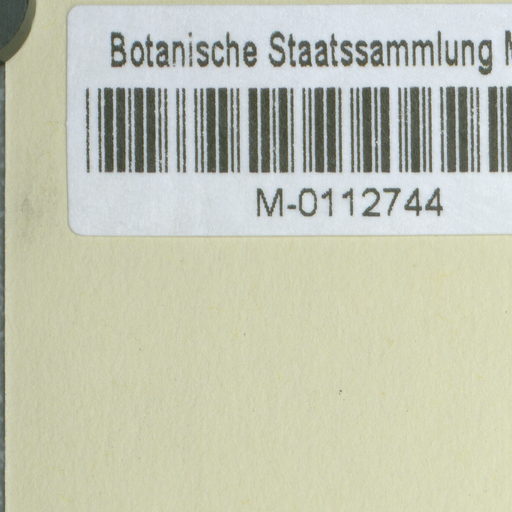 Botanische Staatssammlung
M-0112744